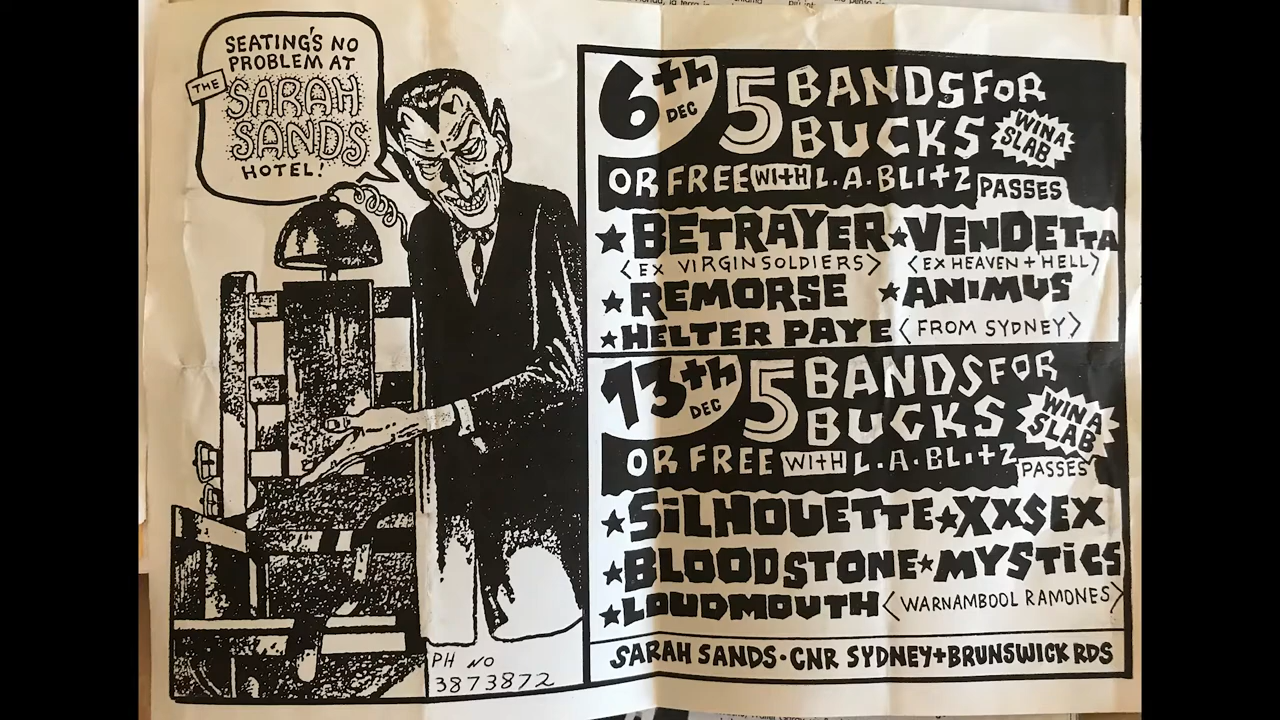 SEATING'S NO
PROBLEM AT
THE SARAH
SANDS
HOTEL!
PH NO
3873872
6th DEC 5 BANDS FOR
BUCKS WIN A SLAB
OR FREE WITH L.A.BLitZ PASSES
★BETRAYER★VENDETTA
<EX VIRGIN SOLDIERS> <EX HEAVEN + HELL>
★REMORSE ★ANiMUS
★HELTER PAYE <FROM SYDNEY>
13th DEC 5 BANDS FOR
BUCKS WIN A SLAB
OR FREE WITH L.A.BLitZ PASSES
★SiLHOUETTE★XXSEX
★BLOODSTONE★MYSTiCS
★LOUDMOUTH <WARNAMBOOL RAMONES>
SARAH SANDS·CNR SYDNEY+BRUNSWICK RDS